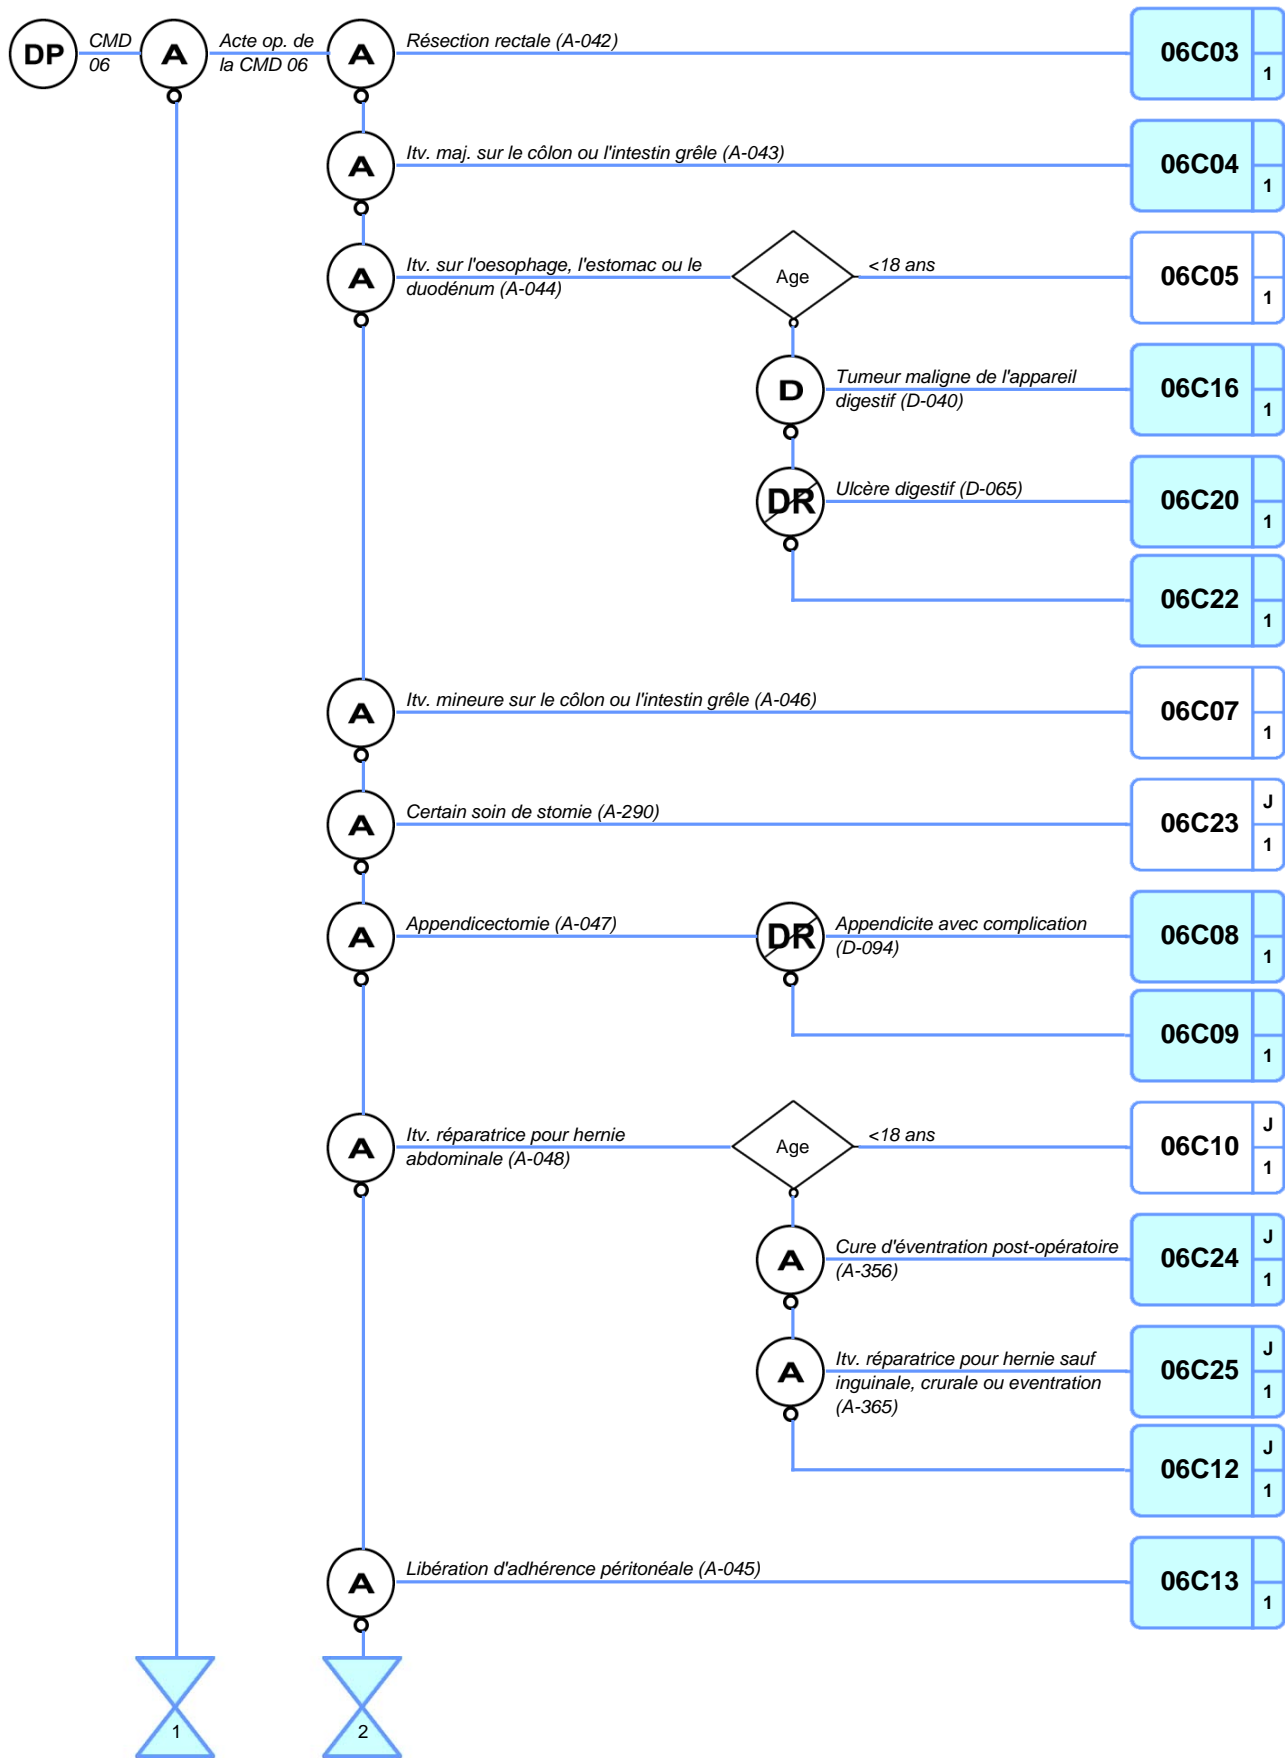 DP
CMD
06
A
Acte op. de
la CMD 06
A
Résection rectale (A-042)
06C03
1
A
Itv. maj. sur le côlon ou l'intestin grêle (A-043)
06C04
1
A
Itv. sur l'oesophage, l'estomac ou le
duodénum (A-044)
Age
<18 ans
06C05
1
D
Tumeur maligne de l'appareil
digestif (D-040)
06C16
1
DR
Ulcère digestif (D-065)
06C20
1
06C22
1
A
Itv. mineure sur le côlon ou l'intestin grêle (A-046)
06C07
1
A
Certain soin de stomie (A-290)
06C23
J
1
A
Appendicectomie (A-047)
DR
Appendicite avec complication
(D-094)
06C08
1
06C09
1
A
Itv. réparatrice pour hernie
abdominale (A-048)
Age
<18 ans
06C10
J
1
A
Cure d'éventration post-opératoire
(A-356)
06C24
J
1
A
Itv. réparatrice pour hernie sauf
inguinale, crurale ou eventration
(A-365)
06C25
J
1
06C12
J
1
A
Libération d'adhérence péritonéale (A-045)
06C13
1
1
2